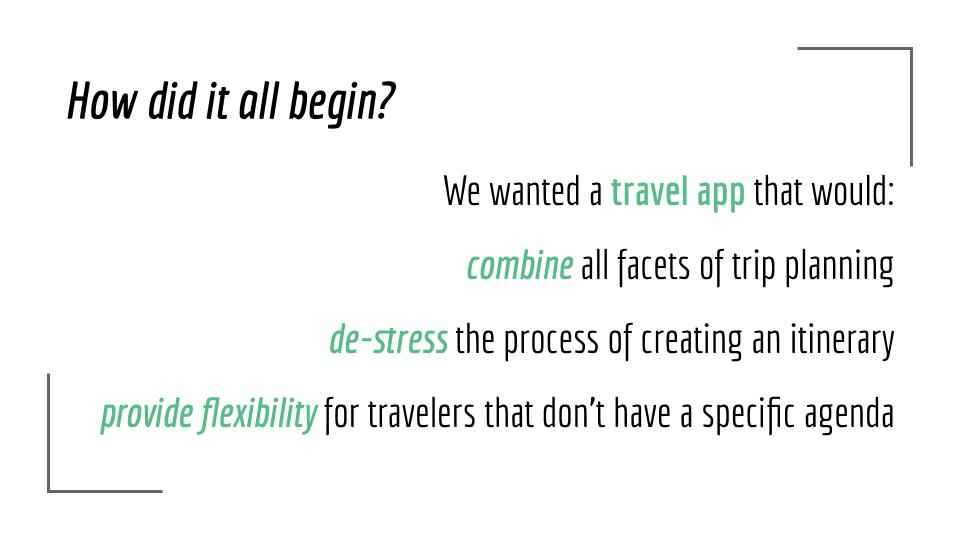 How did it all begin?
We wanted a travel app that would:
combine all facets of trip planning
de-stress the process of creating an itinerary
provide flexibility for travelers that don't have a specific agenda